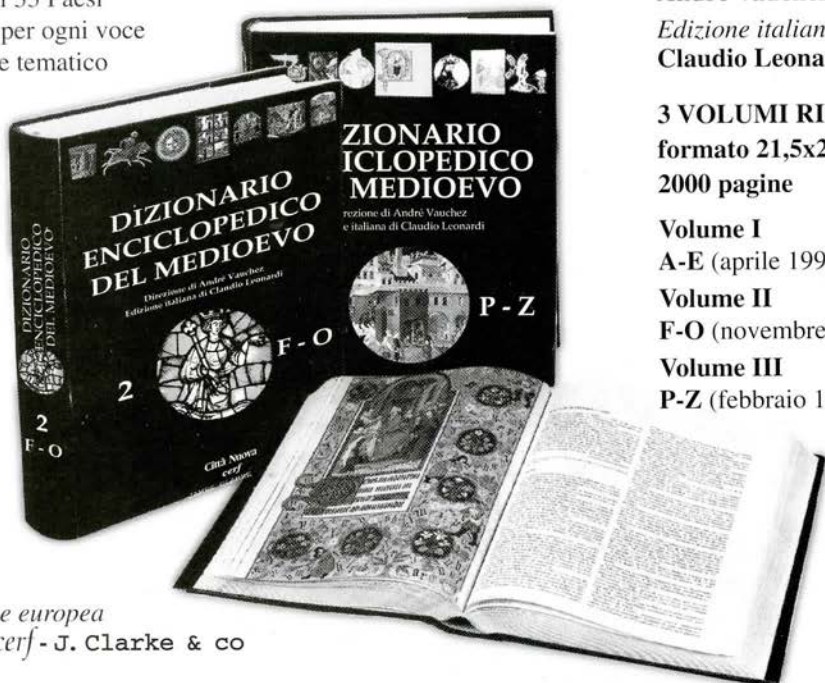 di 35 Paesi
per ogni voce
e tematico
Edizione italian
Claudio Leona
3 VOLUMI RI
formato 21,5x2
2000 pagine
Volume I
A-E (aprile 199
Volume II
F-O (novembre
Volume III
P-Z (febbraio 1
ZIONARIO
ICLOPEDICO
MEDIOEVO
rezione di André Vauchez
e italiana di Claudio Leonardi
P - Z
DIZIONARIO
ENCICLOPEDICO
DEL MEDIOEVO
Direzione di André Vauchez
Edizione italiana di Claudio Leonardi
2
F - O
Città Nuova
cerf
DIZIONARIO
ENCICLOPEDICO
DEL MEDIOEVO
2
F - O
e europea
cerf - J. Clarke & co